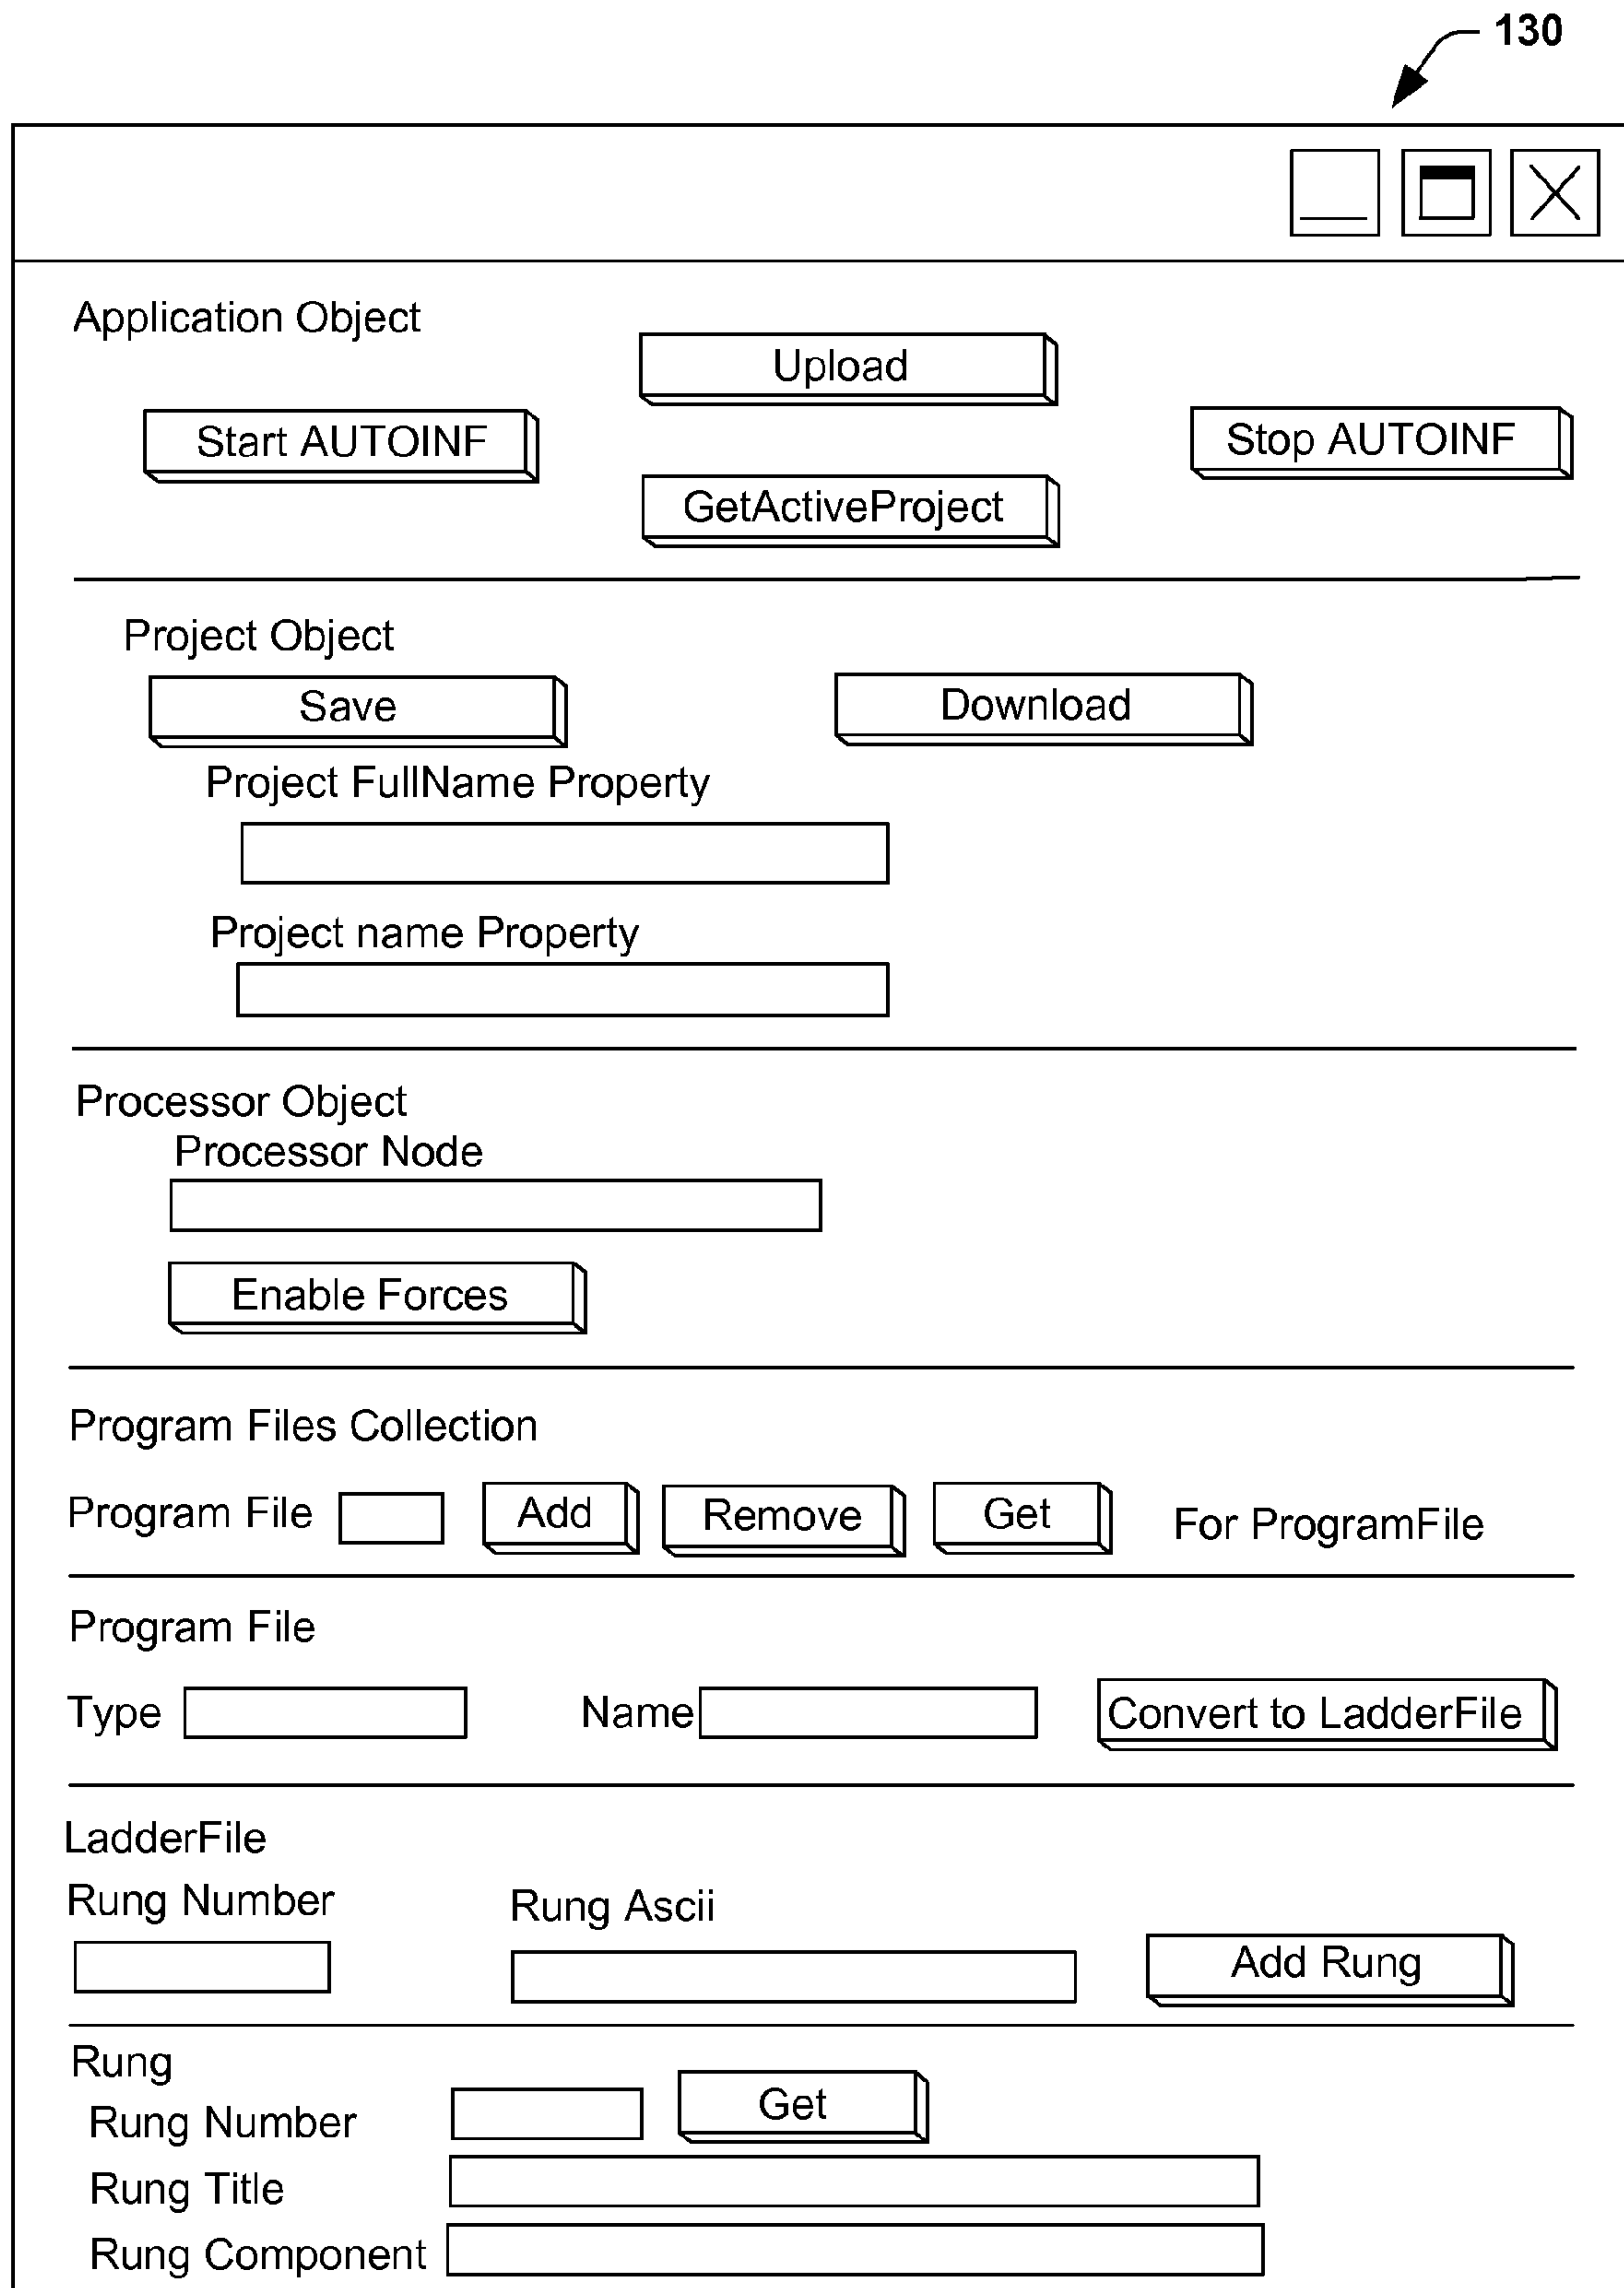 130
Application Object
Upload
Start AUTOINF
Stop AUTOINF
GetActiveProject
Project Object
Save
Download
Project FullName Property
Project name Property
Processor Object
Processor Node
Enable Forces
Program Files Collection
Program File Add Remove Get For ProgramFile
Program File
Type Name Convert to LadderFile
LadderFile
Rung Number Rung Ascii
Add Rung
Rung
Rung Number Get
Rung Title
Rung Component